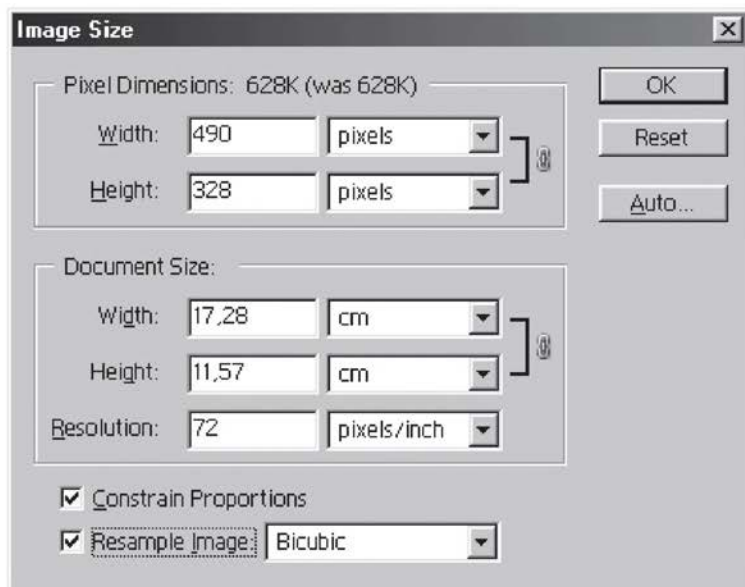 Image Size
Pixel Dimensions: 628K (was 628K)
Width: 490 pixels
Height: 328 pixels
OK
Reset
Auto...
Document Size:
Width: 17,28 cm
Height: 11,57 cm
Resolution: 72 pixels/inch
Constrain Proportions
Resample Image: Bicubic